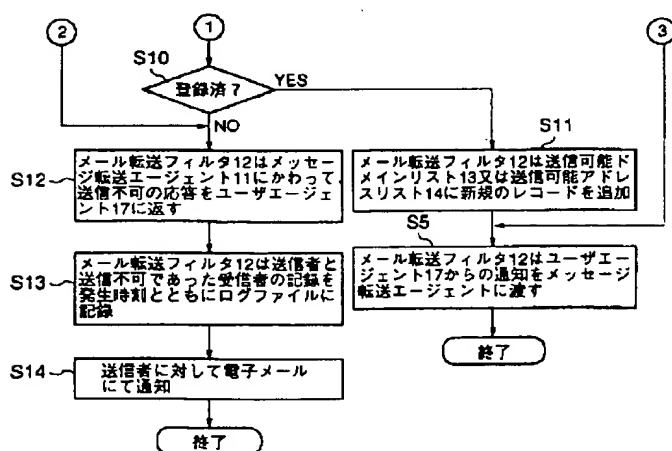 2
1
3
S10
登録済?
YES
NO
S12
メール転送フィルタ12はメッセー
ジ転送エージェント11にかわって、
送信不可の応答をユーザエージェ
ント17に返す
S11
メール転送フィルタ12は送信可能ド
メインリスト13又は送信可能アドレ
スリスト14に新規のレコードを追加
S13
メール転送フィルタ12は送信者と
送信不可であった受信者の記録を
発生時刻とともにログファイルに
記録
S5
メール転送フィルタ12はユーザエー
ジェント17からの通知をメッセージ
転送エージェントに渡す
終了
S14
送信者に対して電子メール
にて通知
終了